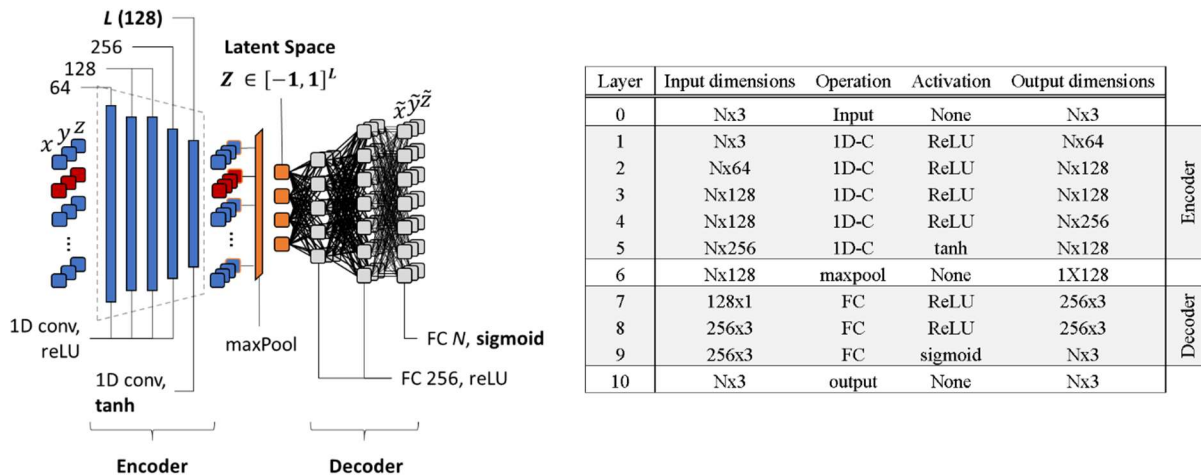 L (128)
256
128
64
Latent Space
Z ∈ [−1, 1]^L
x y z
x̃ ỹ z̃
...
...
1D conv,
reLU
maxPool
FC N, sigmoid
FC 256, reLU
1D conv,
tanh
Encoder
Decoder
Layer Input dimensions Operation Activation Output dimensions
0 Nx3 Input None Nx3
1 Nx3 1D-C ReLU Nx64
2 Nx64 1D-C ReLU Nx128
3 Nx128 1D-C ReLU Nx128
4 Nx128 1D-C ReLU Nx256
5 Nx256 1D-C tanh Nx128
Encoder
6 Nx128 maxpool None 1X128
7 128x1 FC ReLU 256x3
8 256x3 FC ReLU 256x3
9 256x3 FC sigmoid Nx3
Decoder
10 Nx3 output None Nx3